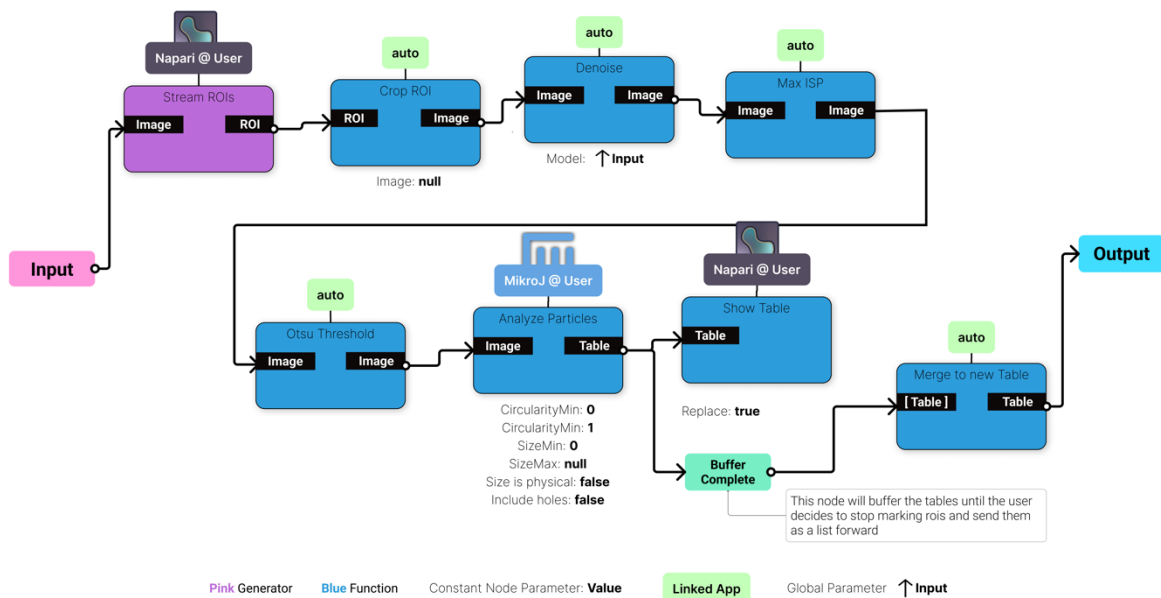 Napari @ User
Stream ROIs
Image
ROI
auto
Crop ROI
ROI
Image
Image: null
auto
Denoise
Image
Image
Model: ↑ Input
auto
Max ISP
Image
Image
Input
auto
Otsu Threshold
Image
Image
MikroJ @ User
Analyze Particles
Image
Table
CircularityMin: 0
CircularityMin: 1
SizeMin: 0
SizeMax: null
Size is physical: false
Include holes: false
Napari @ User
Show Table
Table
Replace: true
Buffer
Complete
This node will buffer the tables until the user
decides to stop marking rois and send them
as a list forward
auto
Merge to new Table
[ Table ]
Table
Output
Pink Generator
Blue Function
Constant Node Parameter: Value
Linked App
Global Parameter ↑ Input